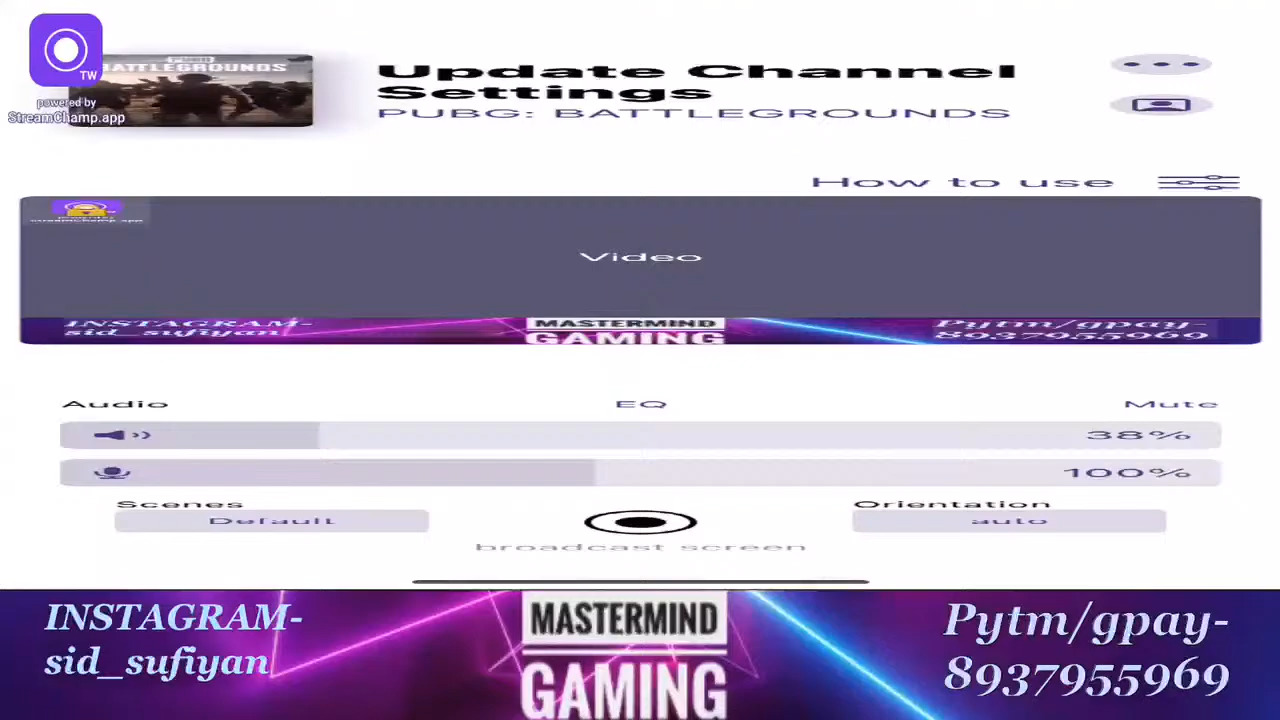 TW
powered by
StreamChamp.app
BATTLEGROUNDS
Update Channel
Settings
PUBG: BATTLEGROUNDS
How to use
Video
INSTAGRAM-
sid_sufiyan
MASTERMIND
GAMING
Pytm/gpay-
8937955969
Audio
EQ
Mute
38%
100%
Scenes
Orientation
Default
auto
broadcast screen
INSTAGRAM-
sid_sufiyan
MASTERMIND
GAMING
Pytm/gpay-
8937955969